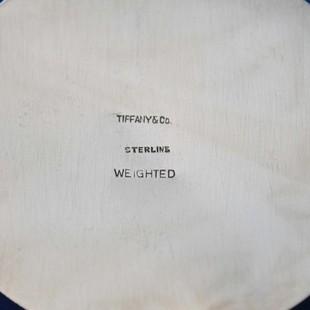 TIFFANY & Co.
STERLING
WEIGHTED